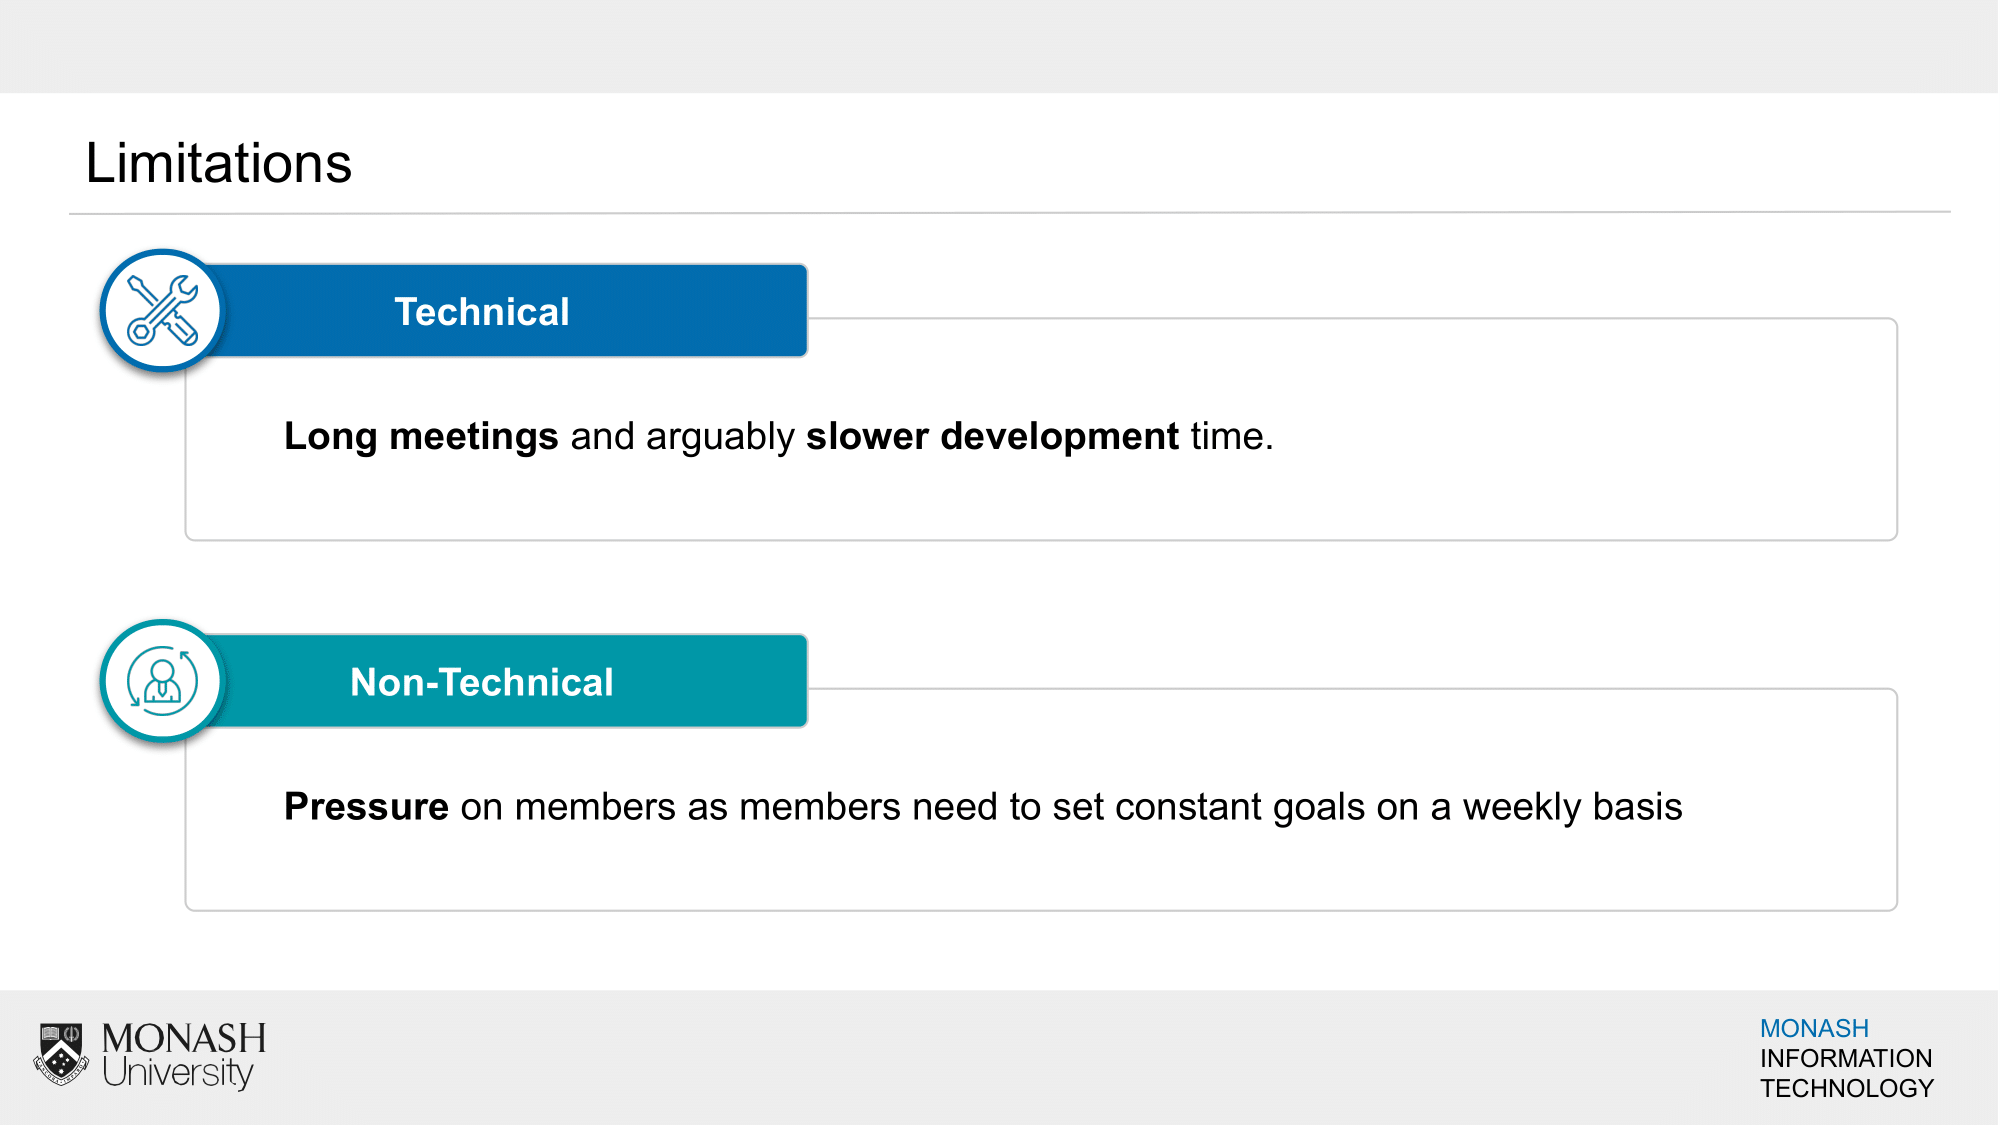 Limitations
Technical
Long meetings and arguably slower development time.
Non-Technical
Pressure on members as members need to set constant goals on a weekly basis
MONASH
University
MONASH
INFORMATION
TECHNOLOGY